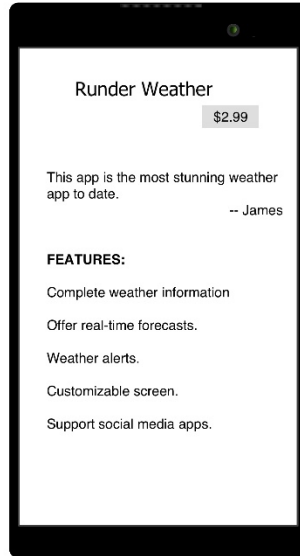 Runder Weather
$2.99
This app is the most stunning weather
app to date.
-- James
FEATURES:
Complete weather information
Offer real-time forecasts.
Weather alerts.
Customizable screen.
Support social media apps.